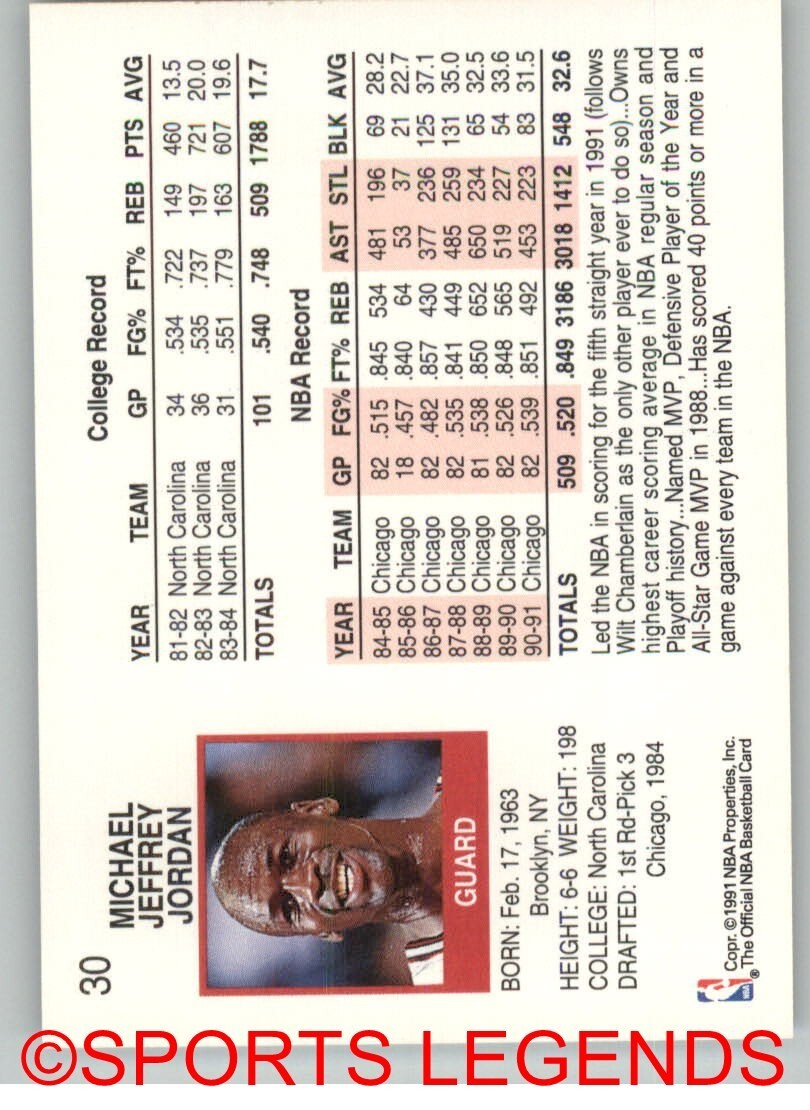 30
MICHAEL
JEFFREY
JORDAN
GUARD
BORN: Feb. 17, 1963
Brooklyn, NY
HEIGHT: 6-6 WEIGHT: 198
COLLEGE: North Carolina
DRAFTED: 1st Rd-Pick 3
Chicago, 1984
NBA
®
Copr. ©1991 NBA Properties, Inc.
The Official NBA Basketball Card
College Record
YEAR TEAM GP FG% FT% REB PTS AVG
81-82 North Carolina 34 .534 .722 149 460 13.5
82-83 North Carolina 36 .535 .737 197 721 20.0
83-84 North Carolina 31 .551 .779 163 607 19.6
TOTALS 101 .540 .748 509 1788 17.7
NBA Record
YEAR TEAM GP FG% FT% REB AST STL BLK AVG
84-85 Chicago 82 .515 .845 534 481 196 69 28.2
85-86 Chicago 18 .457 .840 64 53 37 21 22.7
86-87 Chicago 82 .482 .857 430 377 236 125 37.1
87-88 Chicago 82 .535 .841 449 485 259 131 35.0
88-89 Chicago 81 .538 .850 652 650 234 65 32.5
89-90 Chicago 82 .526 .848 565 519 227 54 33.6
90-91 Chicago 82 .539 .851 492 453 223 83 31.5
TOTALS 509 .520 .849 3186 3018 1412 548 32.6
Led the NBA in scoring for the fifth straight year in 1991 (follows
Wilt Chamberlain as the only other player ever to do so)...Owns
highest career scoring average in NBA regular season and
Playoff history...Named MVP, Defensive Player of the Year and
All-Star Game MVP in 1988...Has scored 40 points or more in a
game against every team in the NBA.
©SPORTS LEGENDS